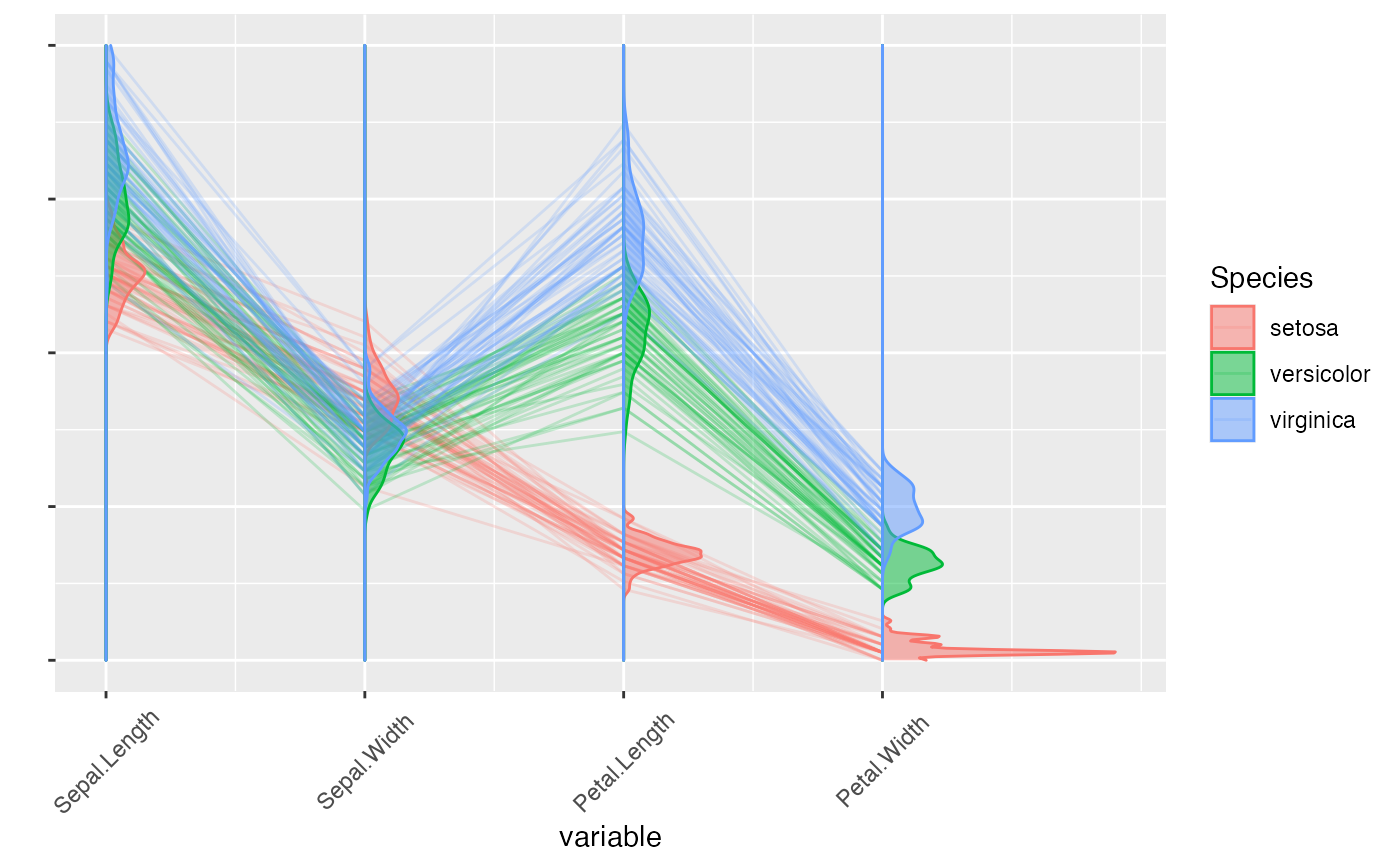 Species
setosa
versicolor
virginica
Sepal.Length
Sepal.Width
Petal.Length
Petal.Width
variable